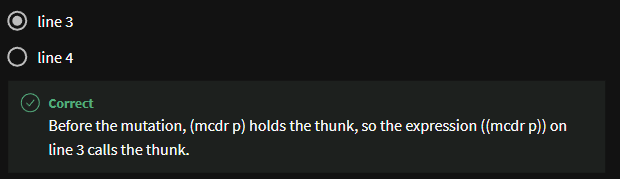 line 3
line 4
Correct
Before the mutation, (mcdr p) holds the thunk, so the expression ((mcdr p)) on
line 3 calls the thunk.